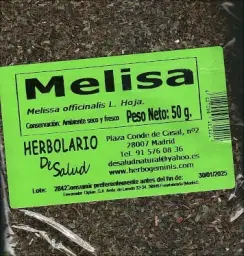 Melisa
Melissa officinalis L. Hoja.
Conservación: Ambiente seco y fresco Peso Neto: 50 g.
HERBOLARIO
De Salud
Plaza Conde de Casal, nº2
28007 Madrid
Tel. 91 576 08 36
desaludnatural@yahoo.es
www.herbogeminis.com
Lote: Consumir preferentemente antes del fin de: 30/01/2025